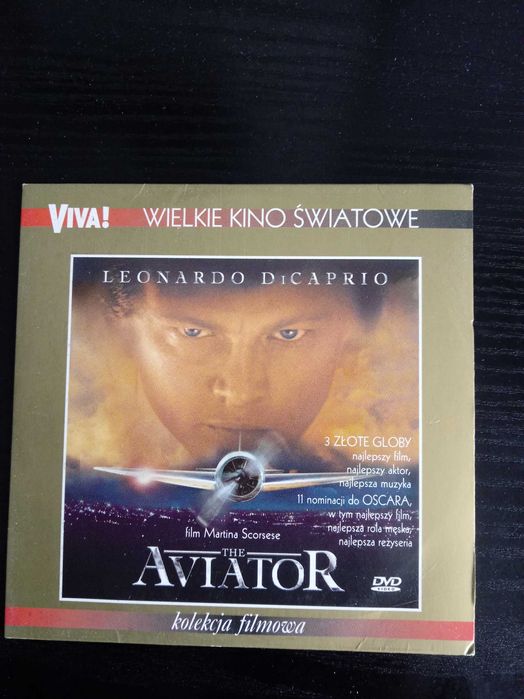 VIVA! WIELKIE KINO ŚWIATOWE
LEONARDO DICAPRIO
3 ZŁOTE GLOBY
najlepszy film,
najlepszy aktor,
najlepsza muzyka
11 nominacji do OSCARA,
w tym najlepszy film,
najlepsza rola męska,
najlepsza reżyseria
film Martina Scorsese
THE
AVIATOR
DVD
VIDEO
kolekcja filmowa